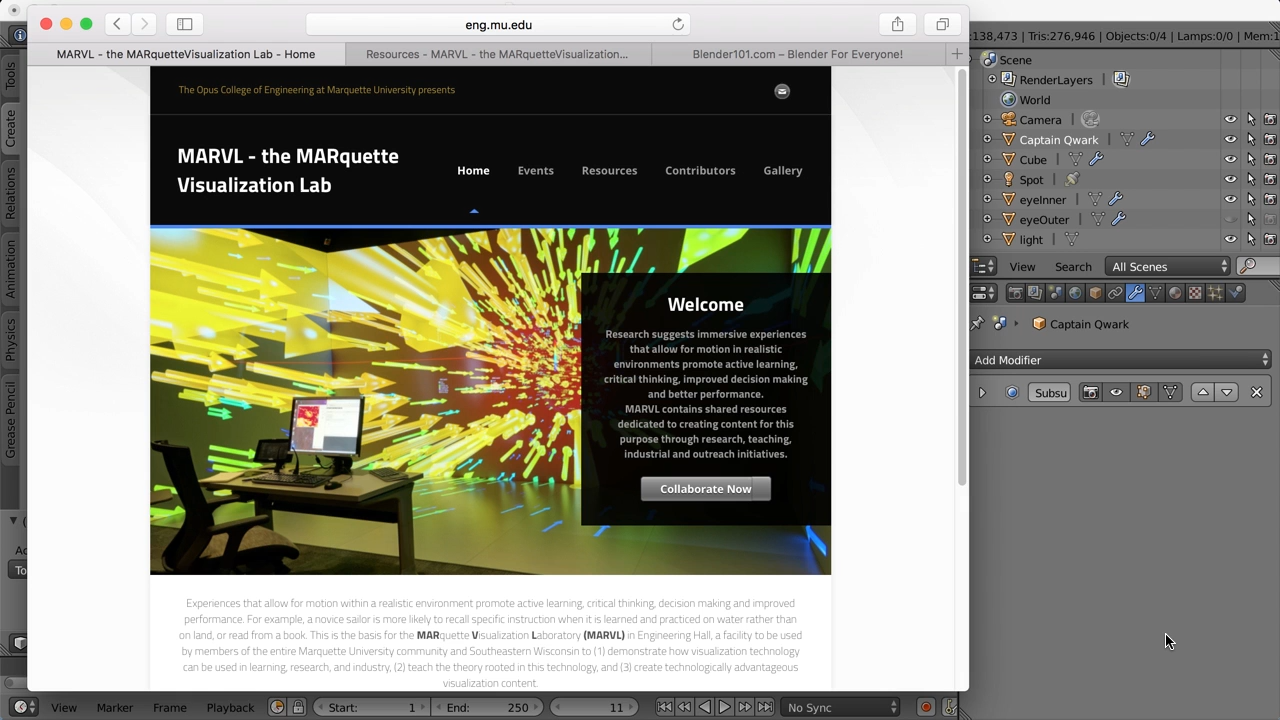 eng.mu.edu
MARVL - the MARquetteVisualization Lab - Home
Resources - MARVL - the MARquetteVisualization...
Blender101.com – Blender For Everyone!
The Opus College of Engineering at Marquette University presents
MARVL - the MARquette
Visualization Lab
Home
Events
Resources
Contributors
Gallery
Welcome
Research suggests immersive experiences
that allow for motion in realistic
environments promote active learning,
critical thinking, improved decision making
and better performance.
MARVL contains shared resources
dedicated to creating content for this
purpose through research, teaching,
industrial and outreach initiatives.
Collaborate Now
Experiences that allow for motion within a realistic environment promote active learning, critical thinking, decision making and improved
performance. For example, a novice sailor is more likely to recall specific instruction when it is learned and practiced on water rather than
on land, or read from a book. This is the basis for the MARquette Visualization Laboratory (MARVL) in Engineering Hall, a facility to be used
by members of the entire Marquette University community and Southeastern Wisconsin to (1) demonstrate how visualization technology
can be used in learning, research, and industry, (2) teach the theory rooted in this technology, and (3) create technologically advantageous
visualization content.
:138,473 | Tris:276,946 | Objects:0/4 | Lamps:0/0 | Mem:1
Scene
RenderLayers
World
Camera
Captain Qwark
Cube
Spot
eyeInner
eyeOuter
light
View Search All Scenes
Captain Qwark
Add Modifier
Subsu
Tools
Create
Relations
Animation
Physics
Grease Pencil
To
View Marker Frame Playback Start: 1 End: 250 11 No Sync